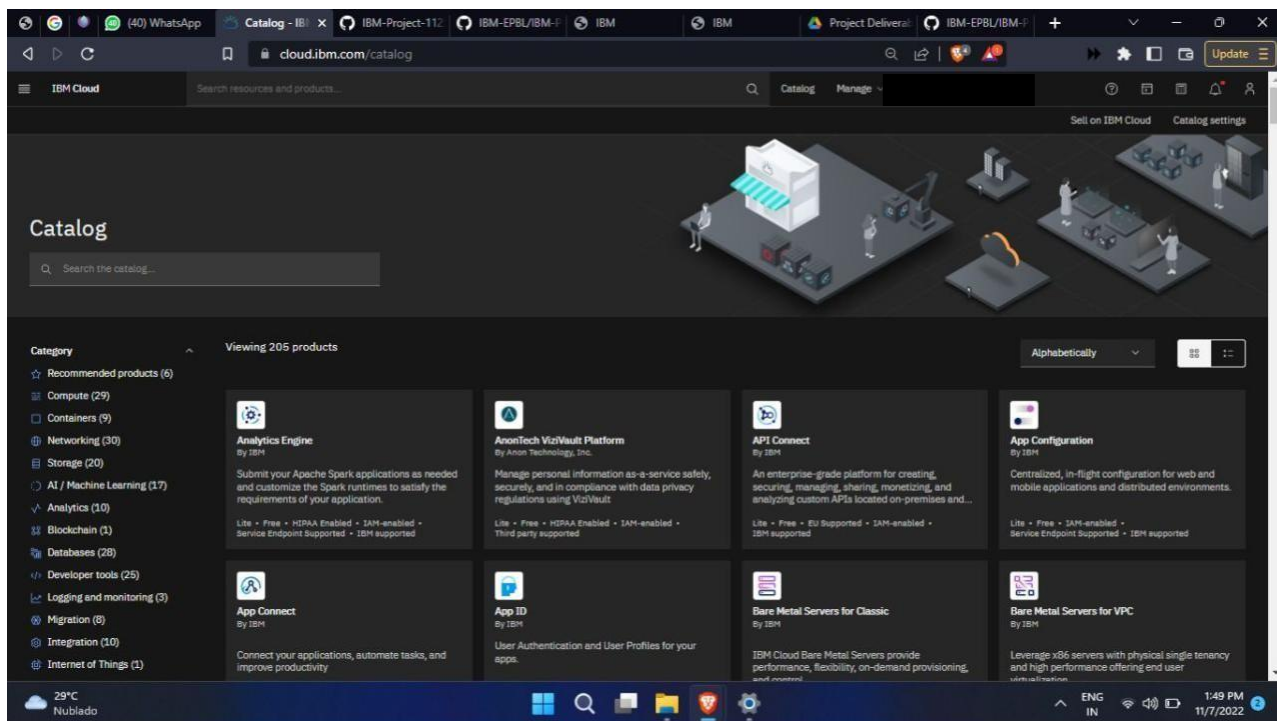 (40) WhatsApp
Catalog - IB
IBM-Project-112
IBM-EPBL/IBM-P
IBM
IBM
Project Deliverab
IBM-EPBL/IBM-P
cloud.ibm.com/catalog
Update
IBM Cloud
Search resources and products...
Catalog
Manage
Sell on IBM Cloud
Catalog settings
Catalog
Search the catalog...
Category
Recommended products (6)
Compute (29)
Containers (9)
Networking (30)
Storage (20)
AI / Machine Learning (17)
Analytics (10)
Blockchain (1)
Databases (28)
Developer tools (25)
Logging and monitoring (3)
Migration (8)
Integration (10)
Internet of Things (1)
Viewing 205 products
Alphabetically
Analytics Engine
By IBM
Submit your Apache Spark applications as needed
and customize the Spark runtimes to satisfy the
requirements of your application.
Lite • Free • HIPAA Enabled • IAM-enabled •
Service Endpoint Supported • IBM supported
AnonTech ViziVault Platform
By Anon Technology, Inc.
Manage personal information as-a-service safely,
securely, and in compliance with data privacy
regulations using ViziVault
Lite • Free • HIPAA Enabled • IAM-enabled •
Third party supported
API Connect
By IBM
An enterprise-grade platform for creating,
securing, managing, sharing, monetizing, and
analyzing custom APIs located on-premises and...
Lite • Free • EU Supported • IAM-enabled •
IBM supported
App Configuration
By IBM
Centralized, in-flight configuration for web and
mobile applications and distributed environments.
Lite • Free • IAM-enabled •
Service Endpoint Supported • IBM supported
App Connect
By IBM
Connect your applications, automate tasks, and
improve productivity
App ID
By IBM
User Authentication and User Profiles for your
apps.
Bare Metal Servers for Classic
By IBM
IBM Cloud Bare Metal Servers provide
performance, flexibility, on-demand provisioning,
and control
Bare Metal Servers for VPC
By IBM
Leverage x86 servers with physical single tenancy
and high performance offering end user
virtualization
29°C
Nublado
ENG
IN
1:49 PM
11/7/2022
2